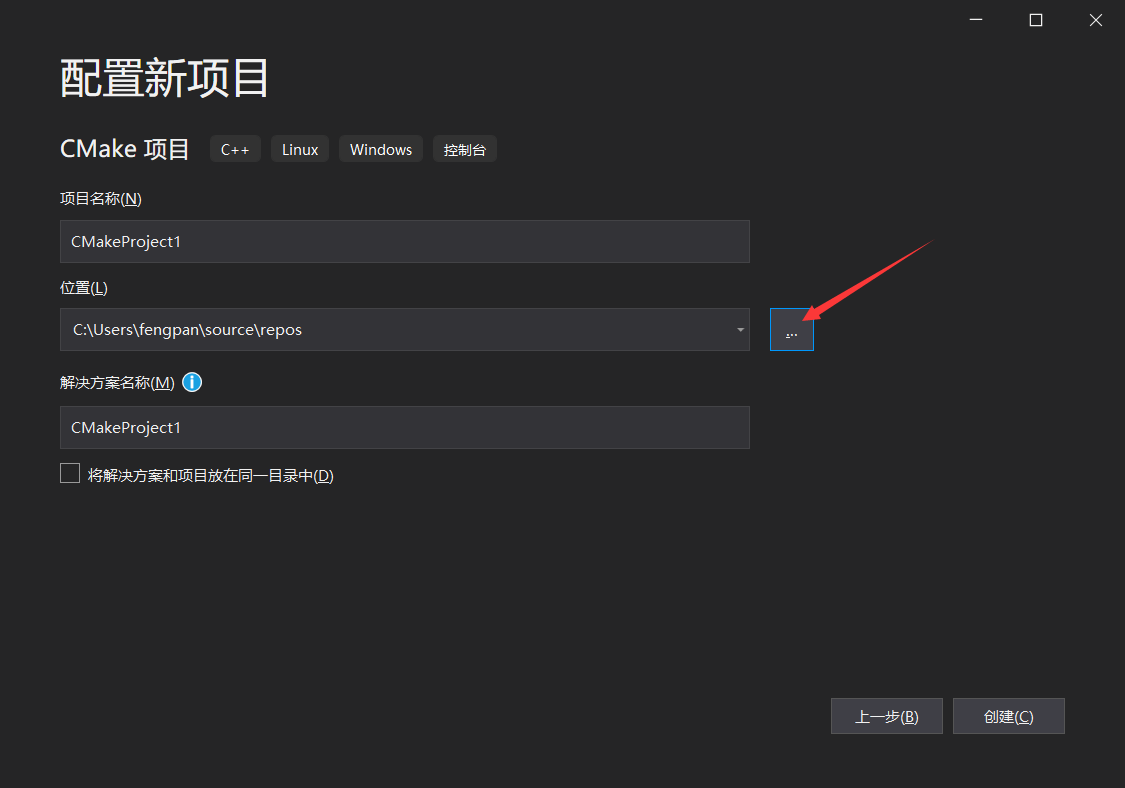 配置新项目
CMake 项目 C++ Linux Windows 控制台
项目名称(N)
CMakeProject1
位置(L)
C:\Users\fengpan\source\repos
...
解决方案名称(M)
CMakeProject1
将解决方案和项目放在同一目录中(D)
上一步(B) 创建(C)